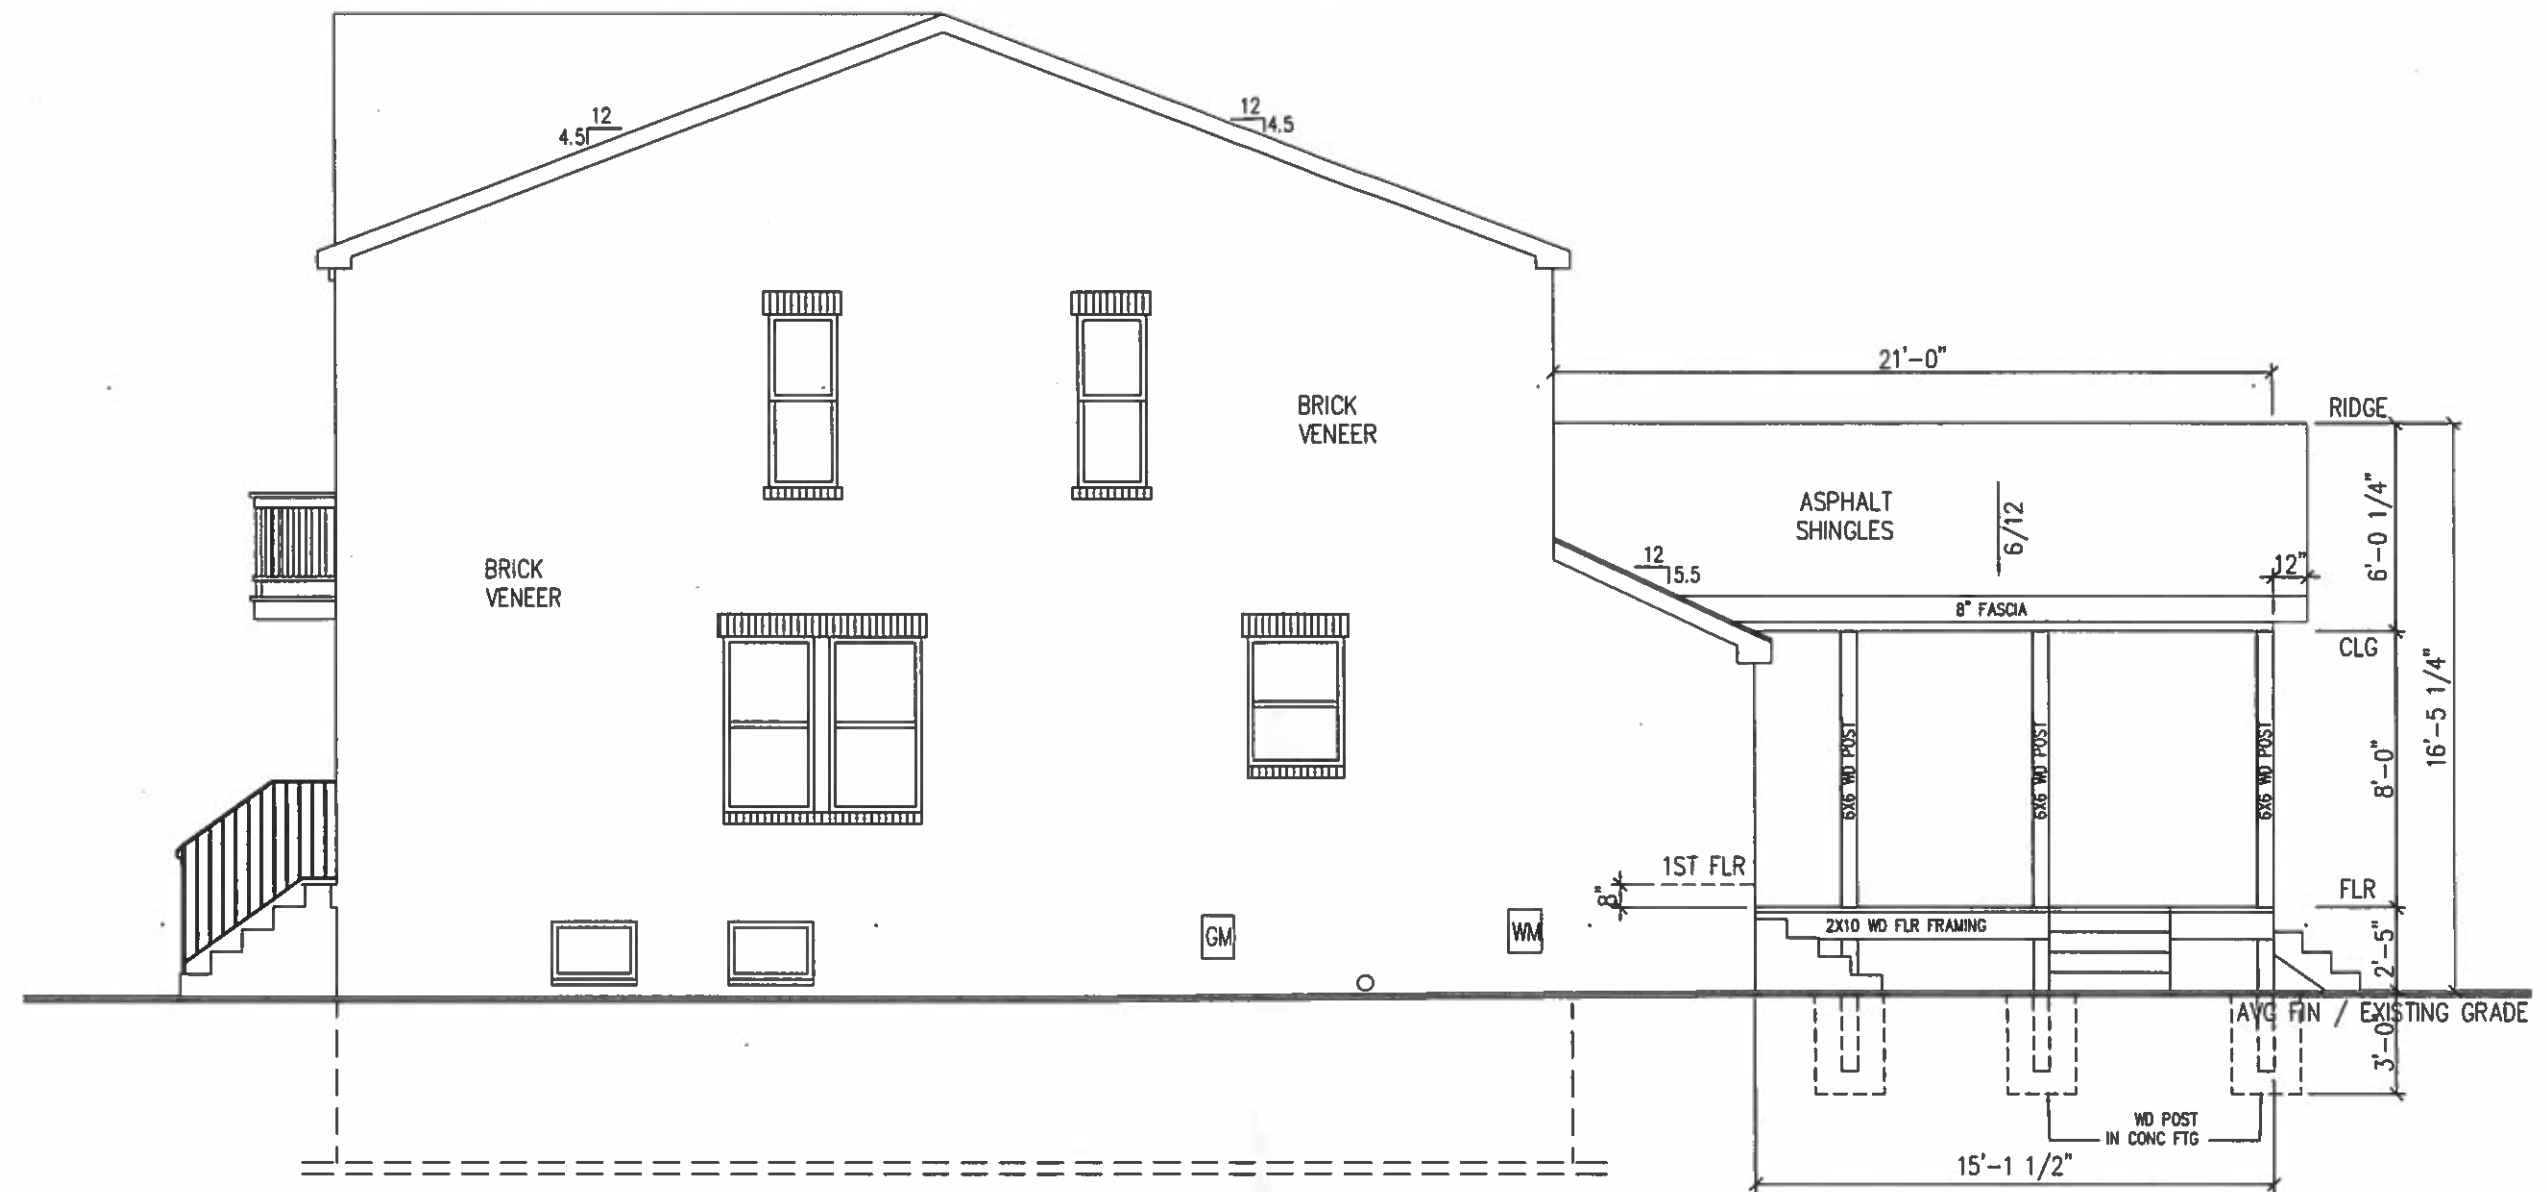 12
4.5
12
4.5
21'-0"
BRICK
VENEER
RIDGE
ASPHALT
SHINGLES
6/12
6'-0 1/4"
12
5.5
12"
BRICK
VENEER
8" FASCIA
CLG
16'-5 1/4"
6X6 WD POST
6X6 WD POST
6X6 WD POST
8'-0"
1ST FLR
8"
FLR
GM
WM
2X10 WD FLR FRAMING
2'-5"
AVG FIN / EXISTING GRADE
3'-0"
WD POST
IN CONC FTG
15'-1 1/2"